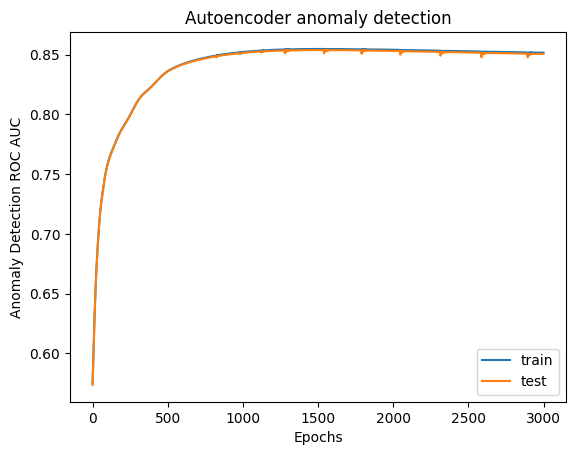 Autoencoder anomaly detection
Anomaly Detection ROC AUC
0.85
0.80
0.75
0.70
0.65
0.60
0 500 1000 1500 2000 2500 3000
Epochs
train
test